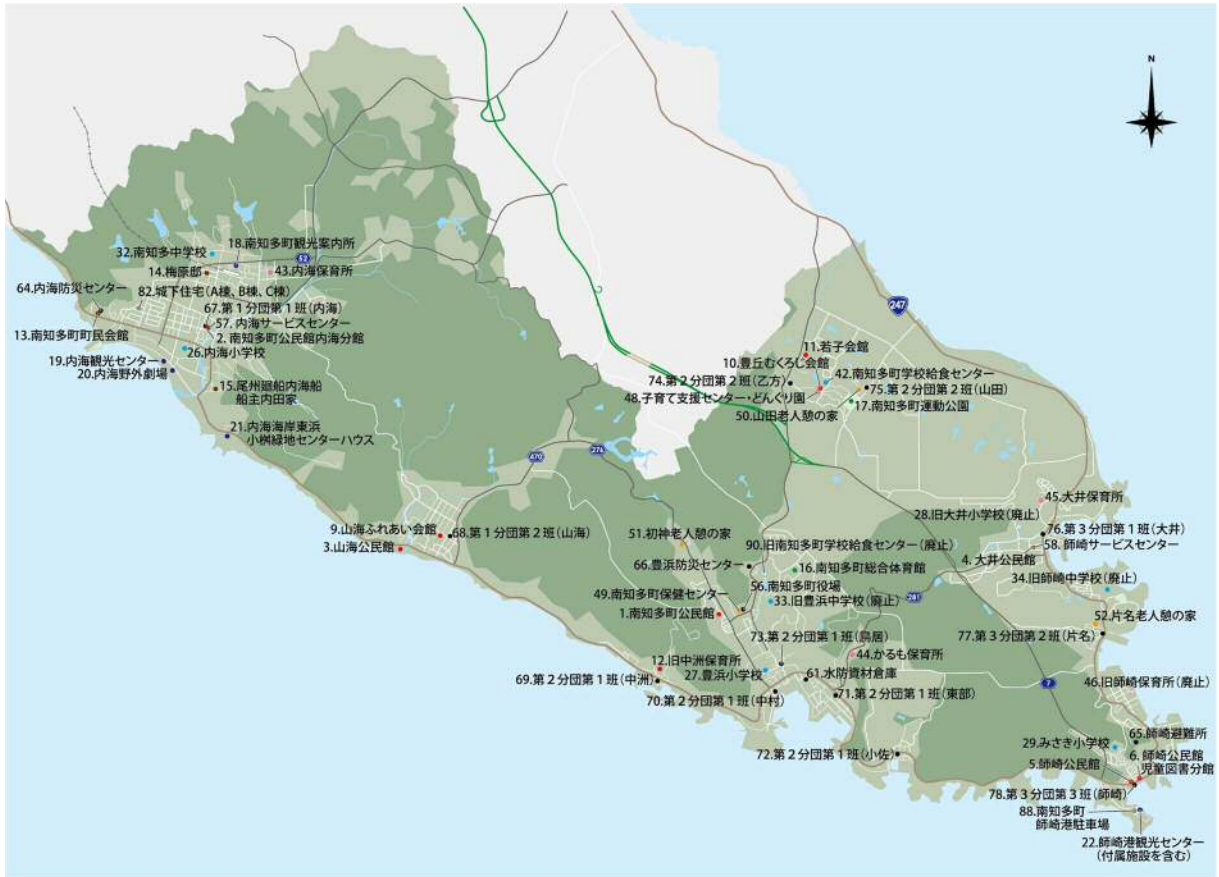 N
32.南知多中学校
18.南知多町観光案内所
52
14.梅原邸
43.内海保育所
64.内海防災センター
82.城下住宅(A棟、B棟、C棟)
67.第1分団第1班(内海)
57.内海サービスセンター
13.南知多町町民会館
2.南知多町公民館内海分館
26.内海小学校
19.内海観光センター
20.内海野外劇場
15.尾州廻船内海船
船主内田家
21.内海海岸東浜
小桝緑地センターハウス
247
11.若子会館
10.豊丘むくろじ会館
42.南知多町学校給食センター
74.第2分団第2班(乙方)
75.第2分団第2班(山田)
48.子育て支援センター・どんぐり園
17.南知多町運動公園
50.山田老人憩の家
276
470
45.大井保育所
28.旧大井小学校(廃止)
9.山海ふれあい会館
68.第1分団第2班(山海)
3.山海公民館
51.初神老人憩の家
90.旧南知多町学校給食センター(廃止)
76.第3分団第1班(大井)
58.師崎サービスセンター
4.大井公民館
66.豊浜防災センター
16.南知多町総合体育館
34.旧師崎中学校(廃止)
56.南知多町役場
49.南知多町保健センター
33.旧豊浜中学校(廃止)
281
1.南知多町公民館
52.片名老人憩の家
73.第2分団第1班(鳥居)
77.第3分団第2班(片名)
44.かるも保育所
12.旧中洲保育所
27.豊浜小学校
61.水防資材倉庫
69.第2分団第1班(中洲)
46.旧師崎保育所(廃止)
7
70.第2分団第1班(中村)
71.第2分団第1班(東部)
65.師崎避難所
29.みさき小学校
6.師崎公民館
児童図書分館
72.第2分団第1班(小佐)
5.師崎公民館
78.第3分団第3班(師崎)
88.南知多町
師崎港駐車場
22.師崎港観光センター
(付属施設を含む)